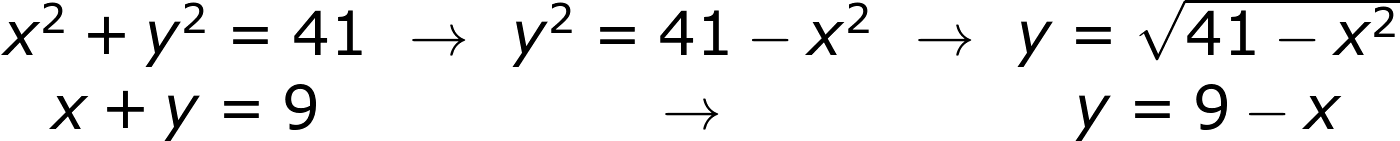 x² + y² = 41 → y² = 41 − x² → y = √(41 − x²)
x + y = 9 → y = 9 − x